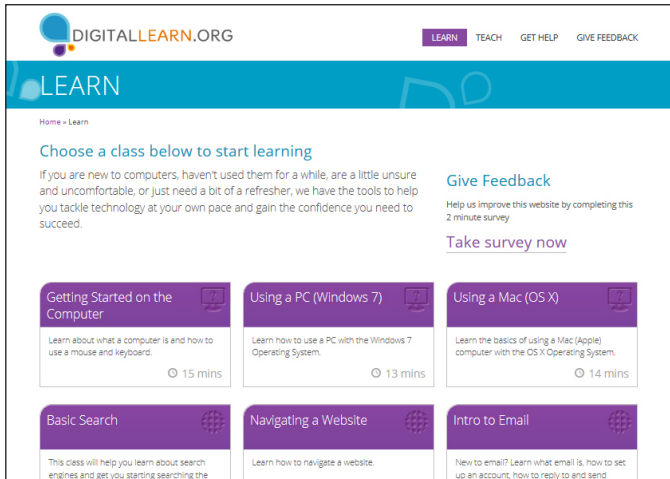 DIGITALLEARN.ORG
LEARN TEACH GET HELP GIVE FEEDBACK
LEARN
Home » Learn
Choose a class below to start learning
If you are new to computers, haven't used them for a while, are a little unsure
and uncomfortable, or just need a bit of a refresher, we have the tools to help
you tackle technology at your own pace and gain the confidence you need to
succeed.
Give Feedback
Help us improve this website by completing this
2 minute survey
Take survey now
Getting Started on the
Computer
Learn about what a computer is and how to
use a mouse and keyboard.
15 mins
Using a PC (Windows 7)
Learn how to use a PC with the Windows 7
Operating System.
13 mins
Using a Mac (OS X)
Learn the basics of using a Mac (Apple)
computer with the OS X Operating System.
14 mins
Basic Search
This class will help you learn about search
engines and get you starting searching the
Navigating a Website
Learn how to navigate a website.
Intro to Email
New to email? Learn what email is, how to set
up an account, how to reply to and send